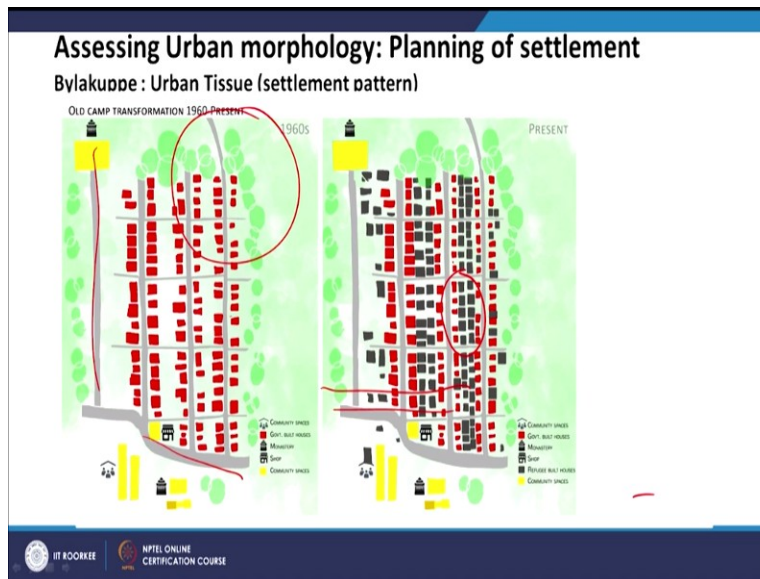 Assessing Urban morphology: Planning of settlement
Bylakuppe : Urban Tissue (settlement pattern)
OLD CAMP TRANSFORMATION 1960-PRESENT
1960s
PRESENT
COMMUNITY SPACES
GOVT. BUILT HOUSES
MONASTERY
SHOP
COMMUNITY SPACES
COMMUNITY SPACES
GOVT. BUILT HOUSES
MONASTERY
SHOP
REFUGEE BUILT HOUSES
COMMUNITY SPACES
IIT ROORKEE
NPTEL ONLINE
CERTIFICATION COURSE